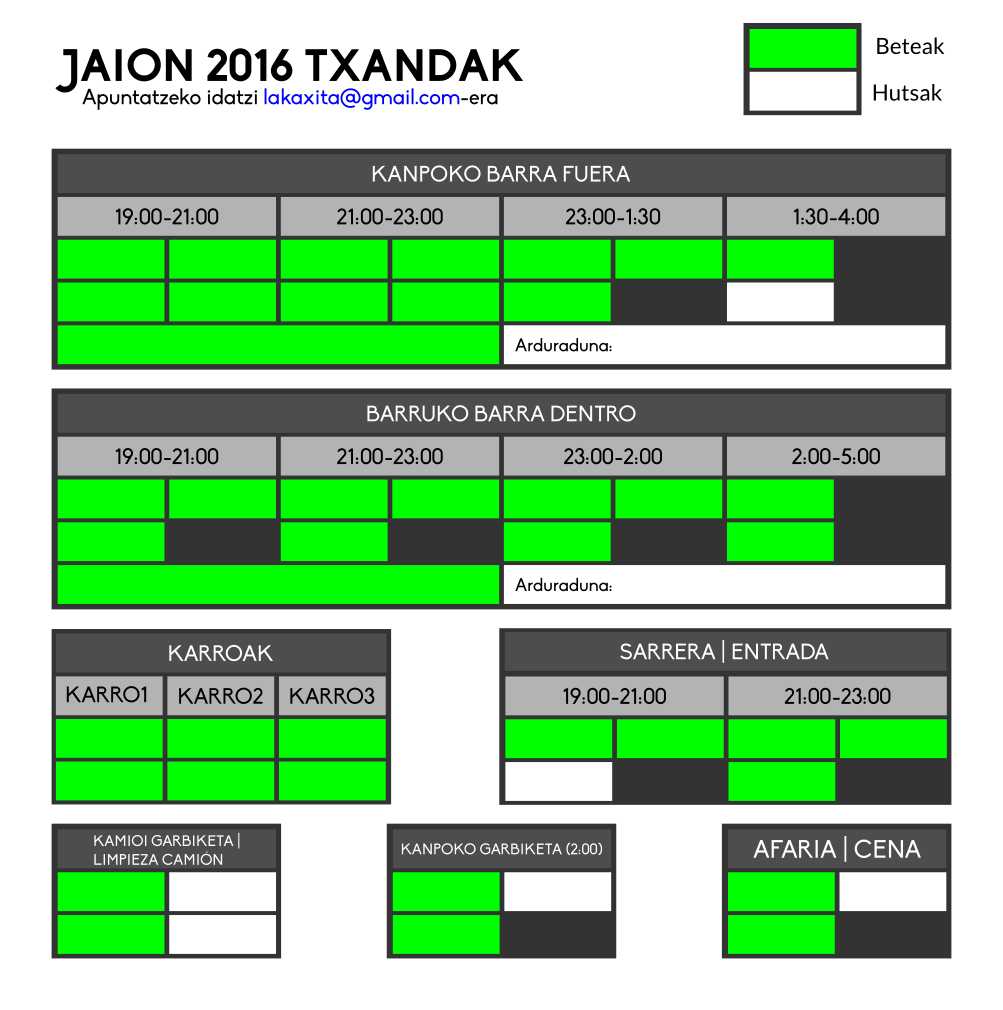 JAION 2016 TXANDAK
Apuntatzeko idatzi lakaxita@gmail.com-era
Beteak
Hutsak
KANPOKO BARRA FUERA
19:00-21:00 21:00-23:00 23:00-1:30 1:30-4:00
Arduraduna:
BARRUKO BARRA DENTRO
19:00-21:00 21:00-23:00 23:00-2:00 2:00-5:00
Arduraduna:
KARROAK
KARRO1 KARRO2 KARRO3
SARRERA | ENTRADA
19:00-21:00 21:00-23:00
KAMIOI GARBIKETA |
LIMPIEZA CAMIÓN
KANPOKO GARBIKETA (2:00)
AFARIA | CENA